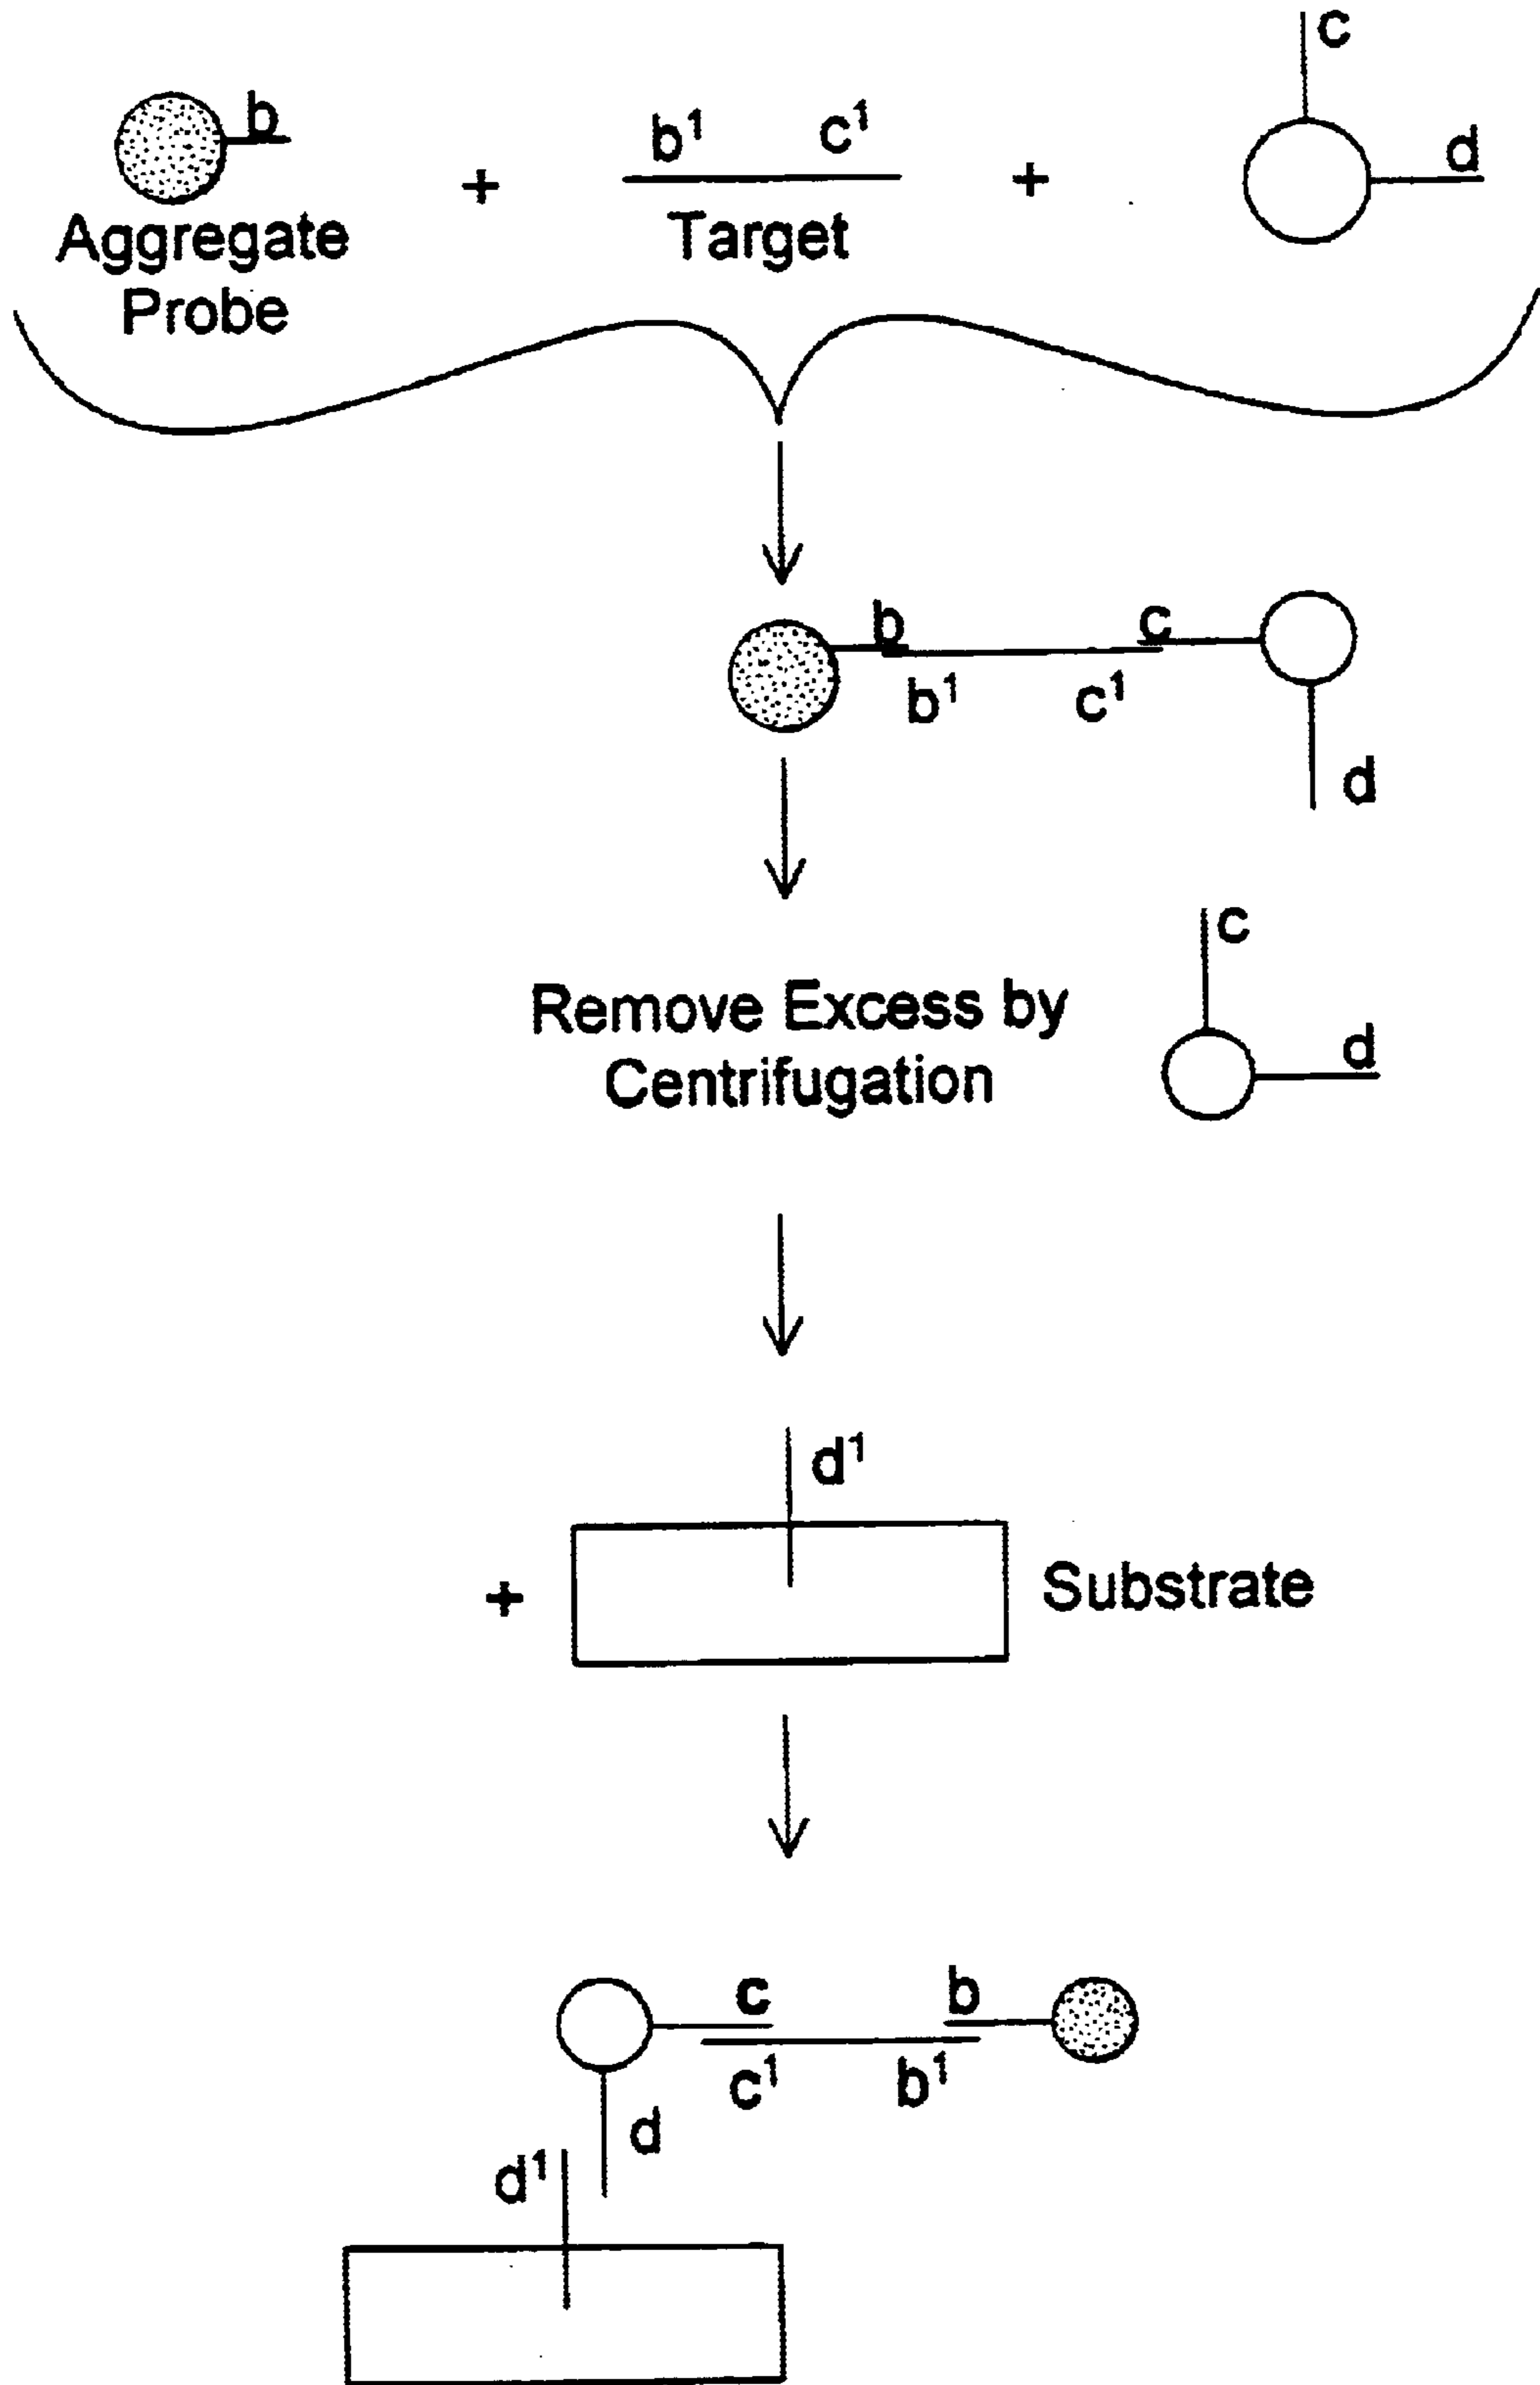 c
b
b¹ c¹
d
+
+
Aggregate
Probe
Target
b c
b¹ c¹
d
c
Remove Excess by
Centrifugation
d
d¹
+
Substrate
c b
c¹ b¹
d
d¹